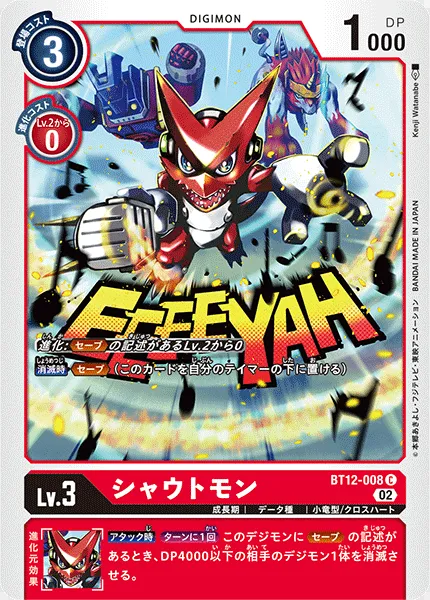 登場コスト
3
DIGIMON
DP
1000
進化コスト
Lv.2から
0
Kenji Watanabe
©本郷あきよし・フジテレビ・東映アニメーション BANDAI MADE IN JAPAN
EEEEYAH
進化:セーブの記述があるLv.2から0
消滅時 セーブ(このカードを自分のテイマーの下に置ける)
BT12-008 C
02
Lv.3
シャウトモン
成長期 | データ種 | 小竜型/クロスハート
進化元効果
アタック時 ターンに1回 このデジモンに セーブ の記述が
あるとき、DP4000以下の相手のデジモン1体を消滅さ
せる。